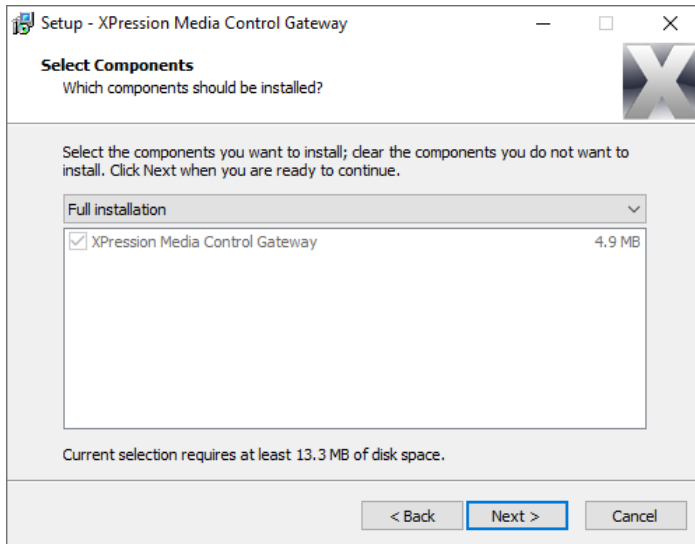 Setup - XPression Media Control Gateway
Select Components
Which components should be installed?
X
Select the components you want to install; clear the components you do not want to
install. Click Next when you are ready to continue.
Full installation
XPression Media Control Gateway 4.9 MB
Current selection requires at least 13.3 MB of disk space.
< Back Next > Cancel